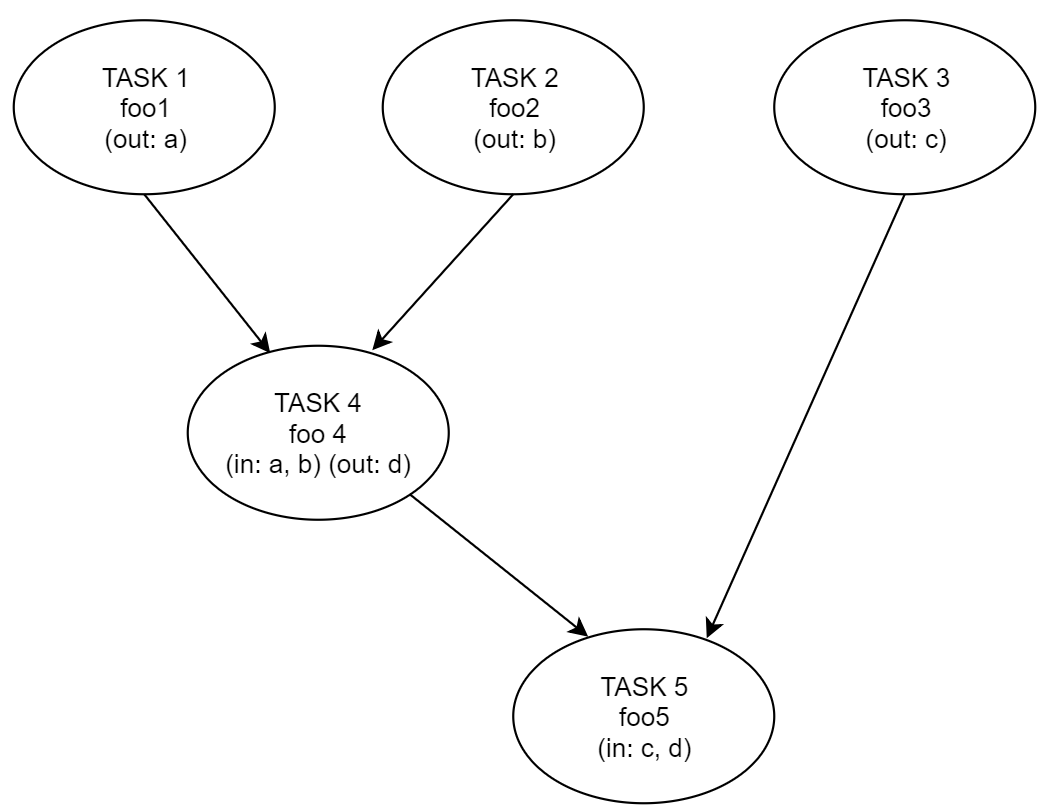 TASK 1
foo1
(out: a)
TASK 2
foo2
(out: b)
TASK 3
foo3
(out: c)
TASK 4
foo 4
(in: a, b) (out: d)
TASK 5
foo5
(in: c, d)